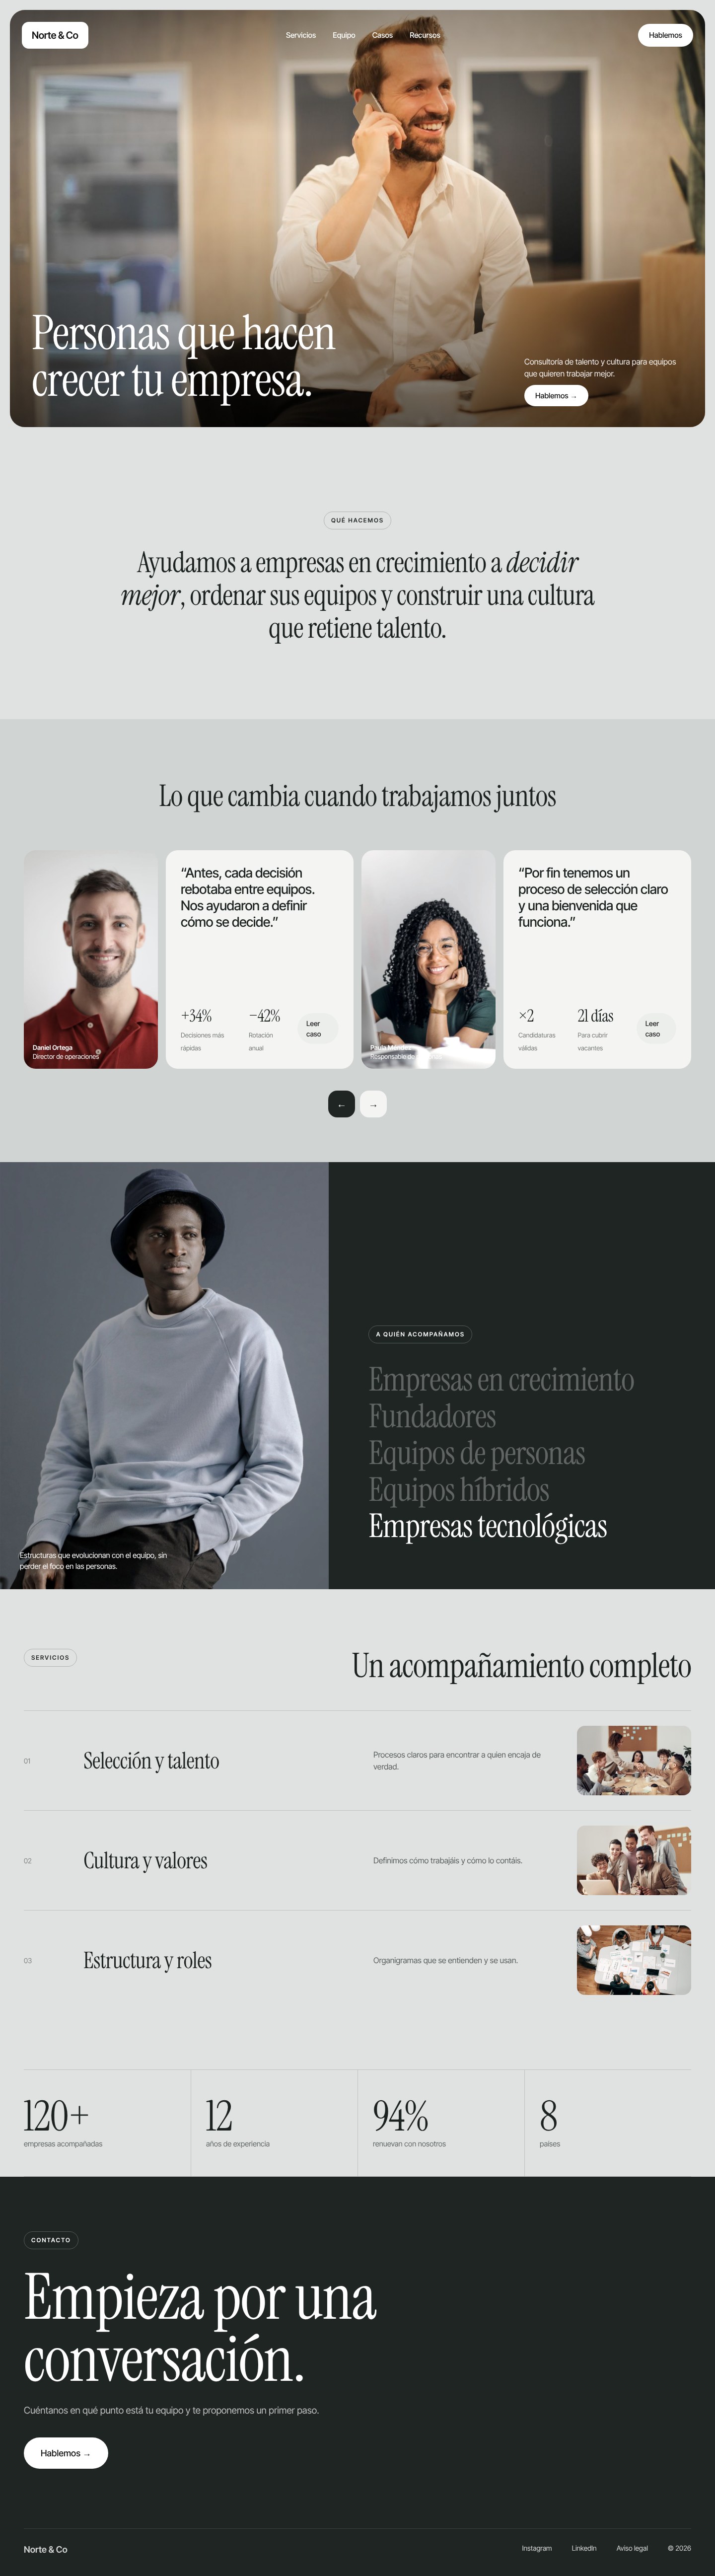 Norte & Co
Servicios
Equipo
Casos
Recursos
Hablemos
Personas que hacen
crecer tu empresa.
Consultoría de talento y cultura para equipos
que quieren trabajar mejor.
Hablemos →
QUÉ HACEMOS
Ayudamos a empresas en crecimiento a decidir
mejor, ordenar sus equipos y construir una cultura
que retiene talento.
Lo que cambia cuando trabajamos juntos
Daniel Ortega
Director de operaciones
“Antes, cada decisión
rebotaba entre equipos.
Nos ayudaron a definir
cómo se decide.”
+34%
Decisiones más
rápidas
−42%
Rotación
anual
Leer
caso
Paula Méndez
Responsable de
“Por fin tenemos un
proceso de selección claro
y una bienvenida que
funciona.”
×2
Candidaturas
válidas
21 días
Para cubrir
vacantes
Leer
caso
←
→
A QUIÉN ACOMPAÑAMOS
Empresas en crecimiento
Fundadores
Equipos de personas
Equipos híbridos
Empresas tecnológicas
Estructuras que evolucionan con el equipo, sin
perder el foco en las personas.
SERVICIOS
Un acompañamiento completo
01
Selección y talento
Procesos claros para encontrar a quien encaja de
verdad.
02
Cultura y valores
Definimos cómo trabajáis y cómo lo contáis.
03
Estructura y roles
Organigramas que se entienden y se usan.
120+
empresas acompañadas
12
años de experiencia
94%
renuevan con nosotros
8
países
CONTACTO
Empieza por una
conversación.
Cuéntanos en qué punto está tu equipo y te proponemos un primer paso.
Hablemos →
Norte & Co
Instagram
LinkedIn
Aviso legal
© 2026